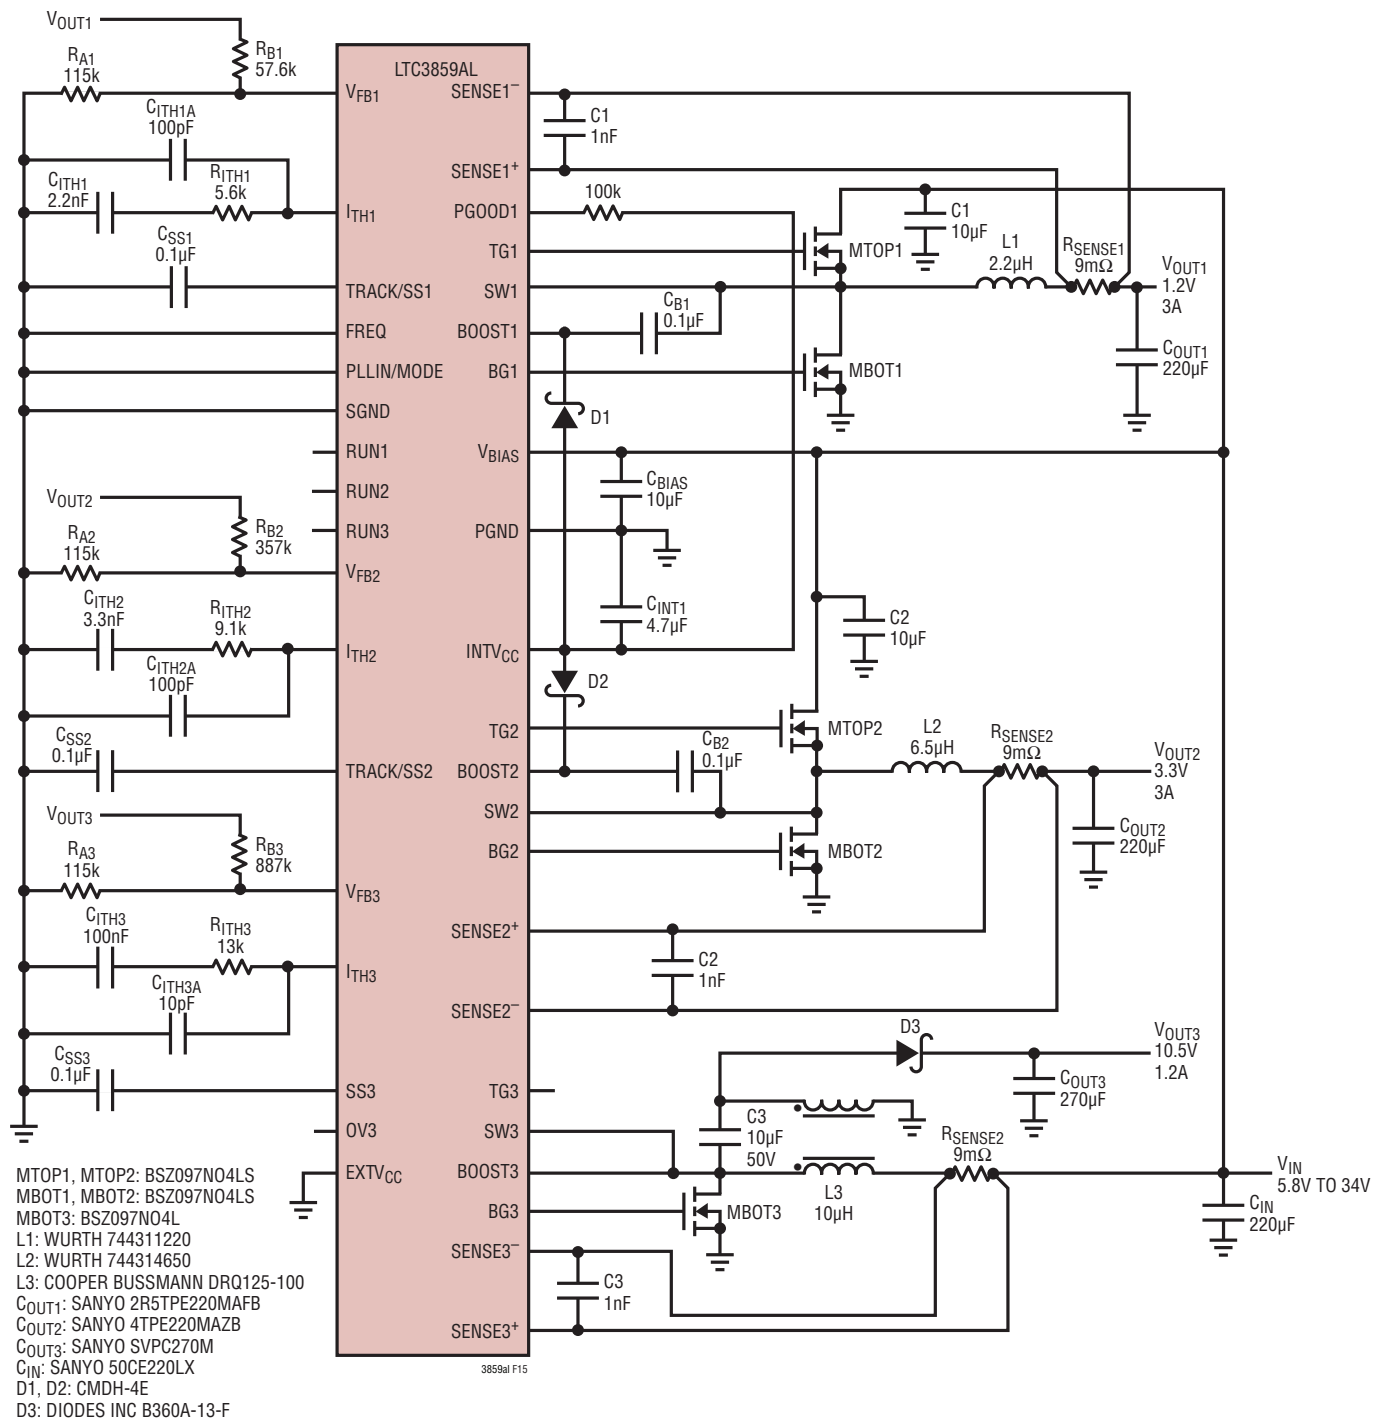 VOUT1
RA1
115k
RB1
57.6k
CITH1A
100pF
CITH1
2.2nF
RITH1
5.6k
CSS1
0.1µF
VOUT2
RA2
115k
RB2
357k
CITH2
3.3nF
RITH2
9.1k
CITH2A
100pF
CSS2
0.1µF
VOUT3
RA3
115k
RB3
887k
CITH3
100nF
RITH3
13k
CITH3A
10pF
CSS3
0.1µF
LTC3859AL
VFB1
ITH1
TRACK/SS1
FREQ
PLLIN/MODE
SGND
RUN1
RUN2
RUN3
VFB2
ITH2
TRACK/SS2
VFB3
ITH3
SS3
OV3
EXTVCC
SENSE1–
SENSE1+
PGOOD1
TG1
SW1
BOOST1
BG1
VBIAS
PGND
INTVCC
TG2
BOOST2
SW2
BG2
SENSE2+
SENSE2–
TG3
SW3
BOOST3
BG3
SENSE3–
SENSE3+
C1
1nF
100k
C1
10µF
MTOP1
L1
2.2µH
RSENSE1
9mΩ
VOUT1
1.2V
3A
CB1
0.1µF
MBOT1
COUT1
220µF
D1
CBIAS
10µF
CINT1
4.7µF
C2
10µF
D2
MTOP2
L2
6.5µH
RSENSE2
9mΩ
VOUT2
3.3V
3A
CB2
0.1µF
MBOT2
COUT2
220µF
C2
1nF
D3
VOUT3
10.5V
1.2A
COUT3
270µF
C3
10µF
50V
RSENSE2
9mΩ
L3
10µH
MBOT3
VIN
5.8V TO 34V
CIN
220µF
C3
1nF
MTOP1, MTOP2: BSZ097NO4LS
MBOT1, MBOT2: BSZ097NO4LS
MBOT3: BSZ097NO4L
L1: WURTH 744311220
L2: WURTH 744314650
L3: COOPER BUSSMANN DRQ125-100
COUT1: SANYO 2R5TPE220MAFB
COUT2: SANYO 4TPE220MAZB
COUT3: SANYO SVPC270M
CIN: SANYO 50CE220LX
D1, D2: CMDH-4E
D3: DIODES INC B360A-13-F
3859al F15